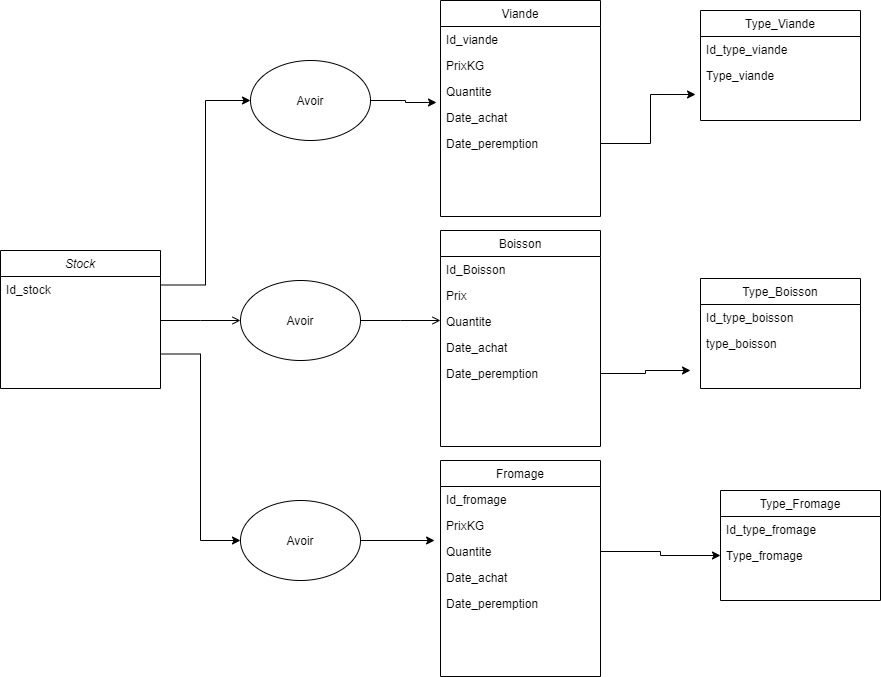 Viande
Id_viande
PrixKG
Quantite
Date_achat
Date_peremption
Type_Viande
Id_type_viande
Type_viande
Avoir
Stock
Id_stock
Avoir
Boisson
Id_Boisson
Prix
Quantite
Date_achat
Date_peremption
Type_Boisson
Id_type_boisson
type_boisson
Avoir
Fromage
Id_fromage
PrixKG
Quantite
Date_achat
Date_peremption
Type_Fromage
Id_type_fromage
Type_fromage